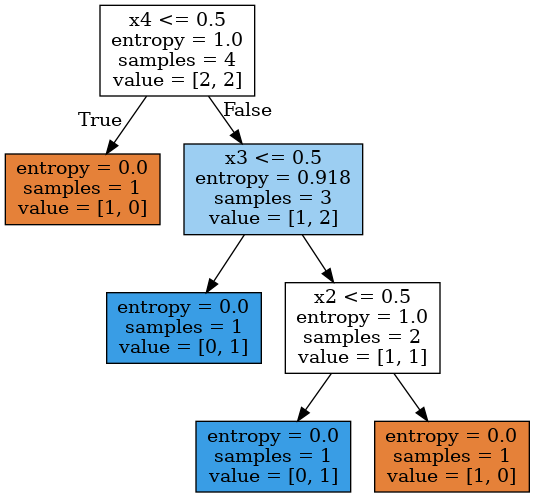 x4 <= 0.5
entropy = 1.0
samples = 4
value = [2, 2]
True
False
entropy = 0.0
samples = 1
value = [1, 0]
x3 <= 0.5
entropy = 0.918
samples = 3
value = [1, 2]
entropy = 0.0
samples = 1
value = [0, 1]
x2 <= 0.5
entropy = 1.0
samples = 2
value = [1, 1]
entropy = 0.0
samples = 1
value = [0, 1]
entropy = 0.0
samples = 1
value = [1, 0]